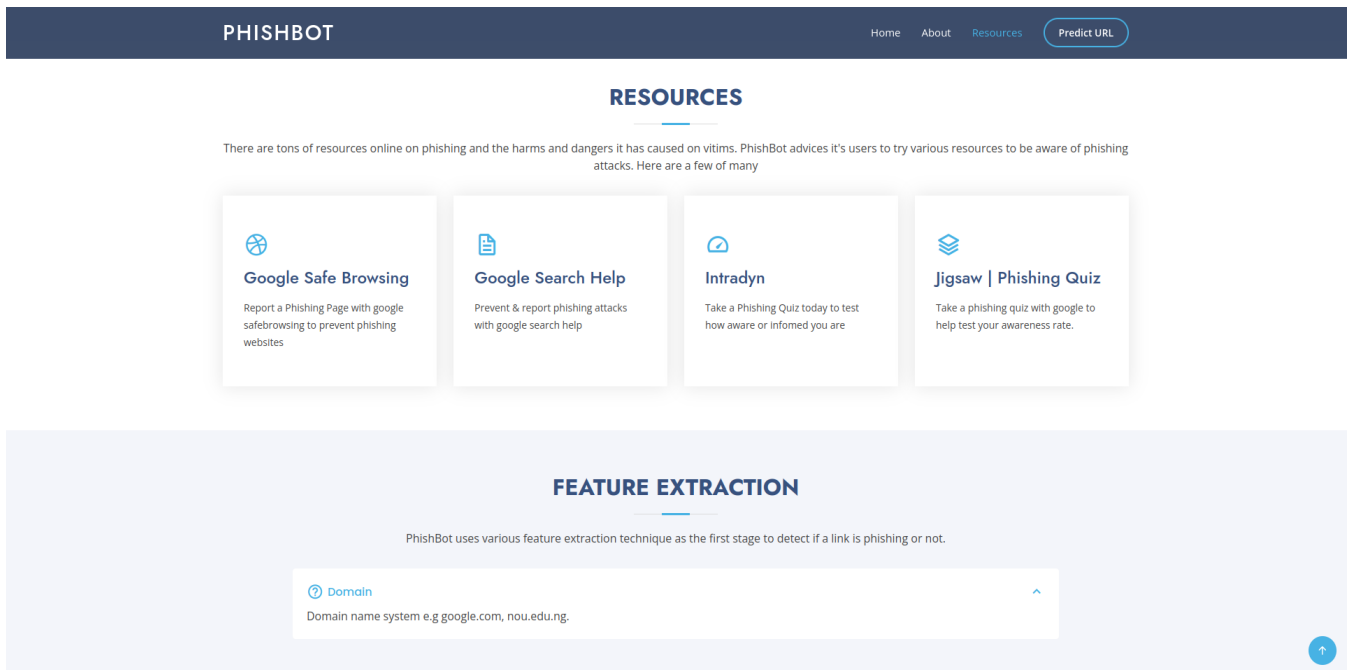 PHISHBOT
Home About Resources Predict URL
RESOURCES
There are tons of resources online on phishing and the harms and dangers it has caused on vitims. PhishBot advices it's users to try various resources to be aware of phishing
attacks. Here are a few of many
Google Safe Browsing
Report a Phishing Page with google
safebrowsing to prevent phishing
websites
Google Search Help
Prevent & report phishing attacks
with google search help
Intradyn
Take a Phishing Quiz today to test
how aware or infomed you are
Jigsaw | Phishing Quiz
Take a phishing quiz with google to
help test your awareness rate.
FEATURE EXTRACTION
PhishBot uses various feature extraction technique as the first stage to detect if a link is phishing or not.
Domain
Domain name system e.g google.com, nou.edu.ng.